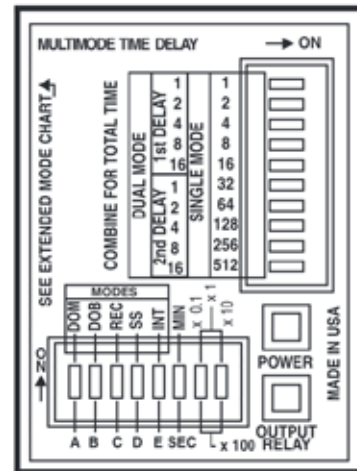 MULTIMODE TIME DELAY
→ ON
SEE EXTENDED MODE CHART
COMBINE FOR TOTAL TIME
DUAL MODE
1st DELAY
1
2
4
8
16
2nd DELAY
1
2
4
8
16
SINGLE MODE
1
2
4
8
16
32
64
128
256
512
MODES
DOM
DOB
REC
SS
INT
MIN
x 0.1
x 1
x 10
ON
A B C D E SEC
x 100
POWER
OUTPUT
RELAY
MADE IN USA